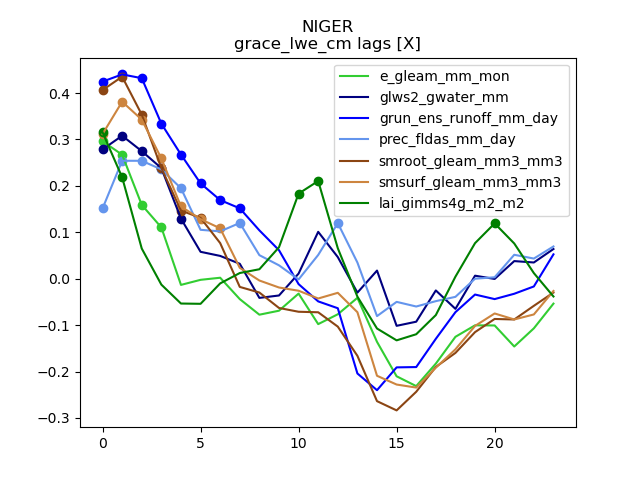 NIGER
grace_lwe_cm lags [X]
e_gleam_mm_mon
glws2_gwater_mm
grun_ens_runoff_mm_day
prec_fldas_mm_day
smroot_gleam_mm3_mm3
smsurf_gleam_mm3_mm3
lai_gimms4g_m2_m2
0.4
0.3
0.2
0.1
0.0
−0.1
−0.2
−0.3
0 5 10 15 20